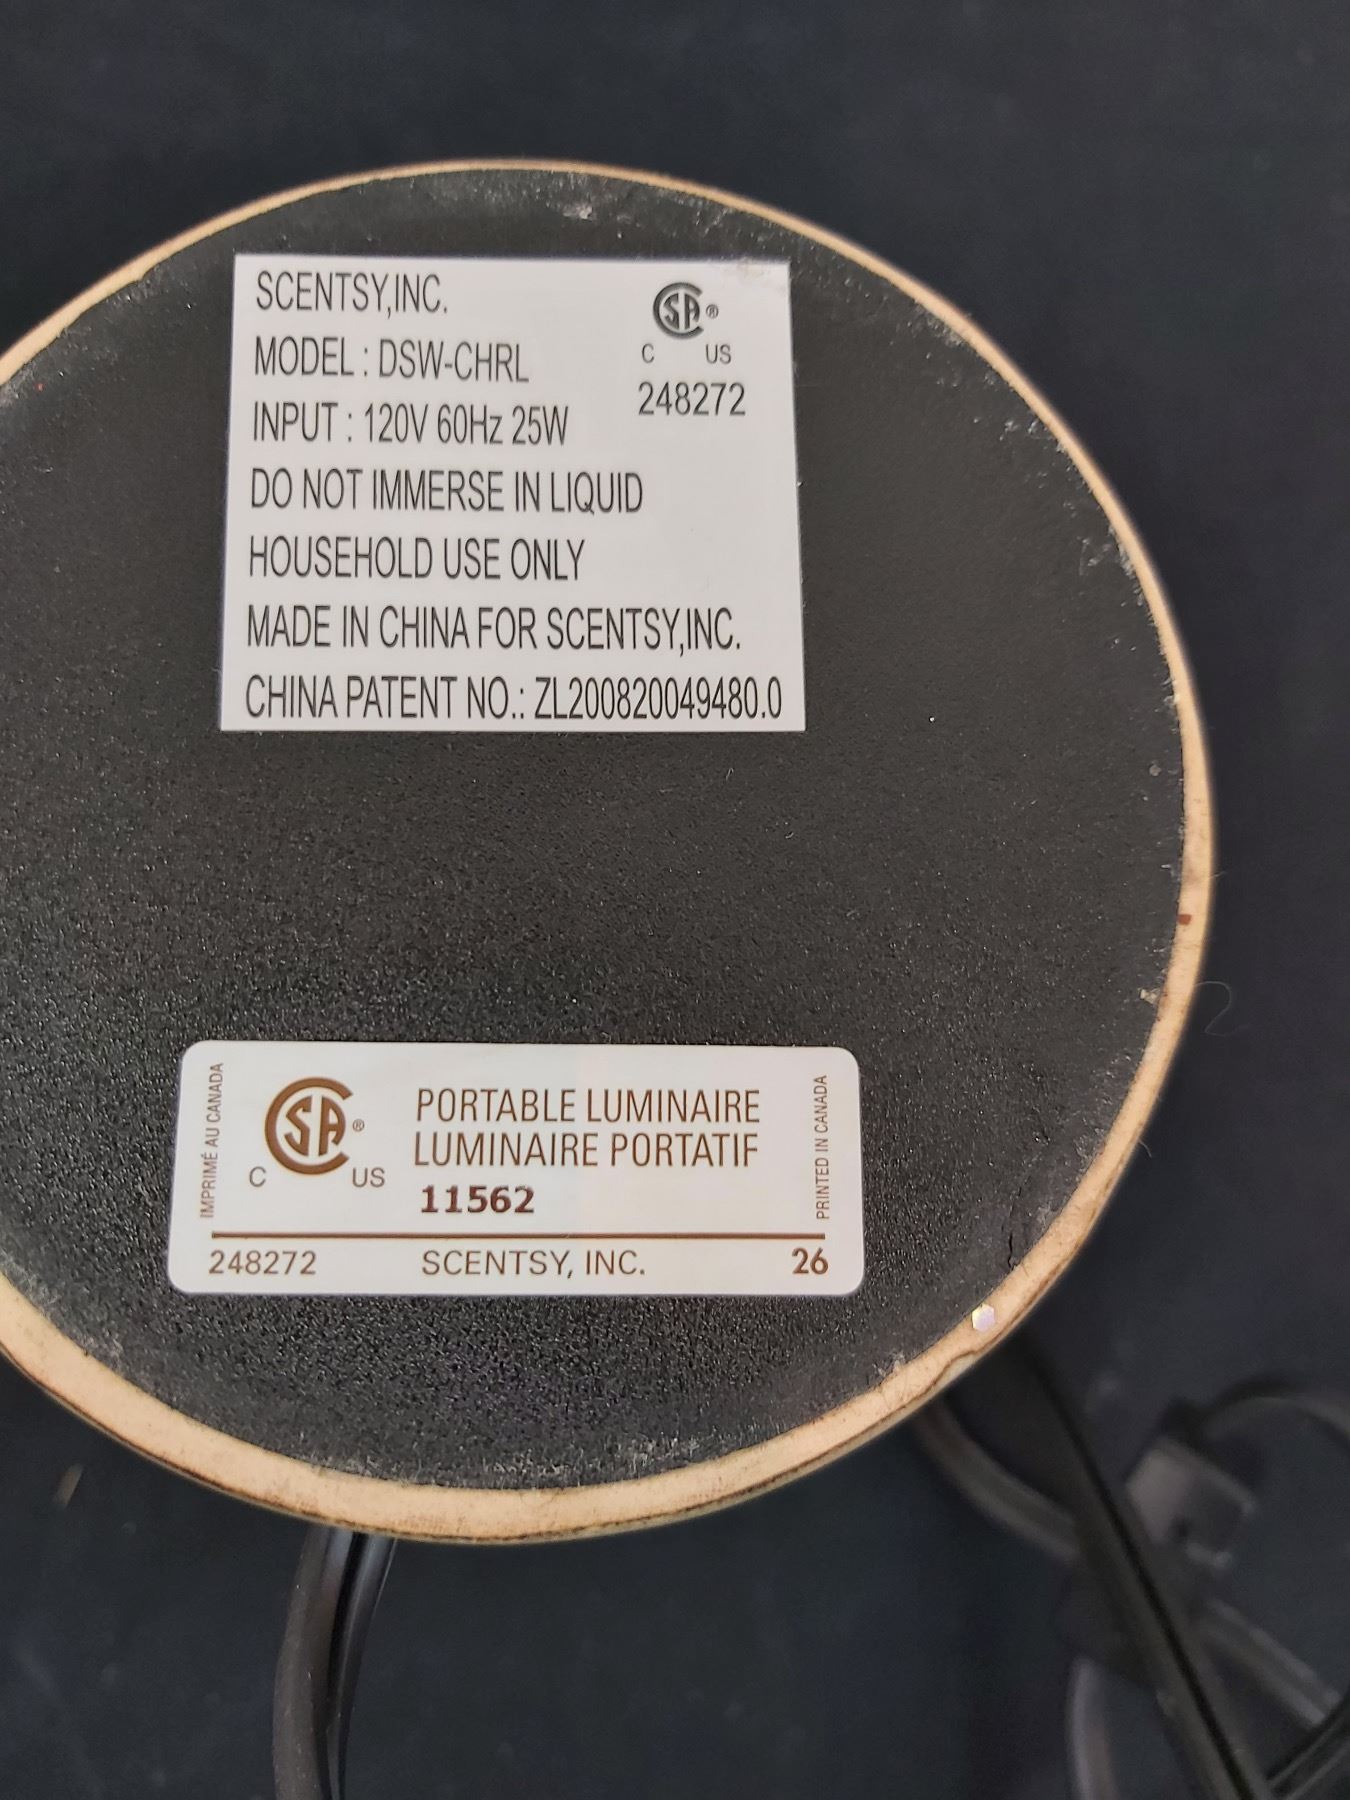 SCENTSY,INC.
MODEL : DSW-CHRL
INPUT : 120V 60Hz 25W
DO NOT IMMERSE IN LIQUID
HOUSEHOLD USE ONLY
MADE IN CHINA FOR SCENTSY,INC.
CHINA PATENT NO.: ZL200820049480.0
SA ®
C US
248272
IMPRIMÉ AU CANADA
SA ®
C US
PORTABLE LUMINAIRE
LUMINAIRE PORTATIF
11562
PRINTED IN CANADA
248272 SCENTSY, INC. 26